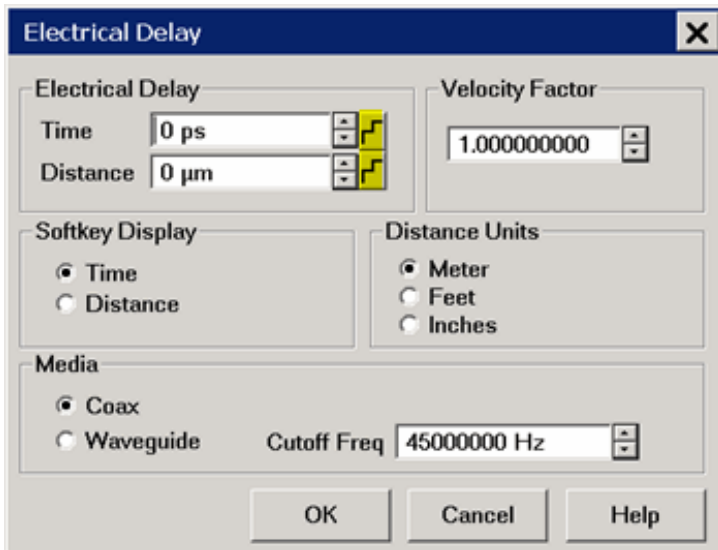 Electrical Delay
Electrical Delay
Time 0 ps
Distance 0 µm
Velocity Factor
1.000000000
Softkey Display
Time
Distance
Distance Units
Meter
Feet
Inches
Media
Coax
Waveguide Cutoff Freq 45000000 Hz
OK Cancel Help